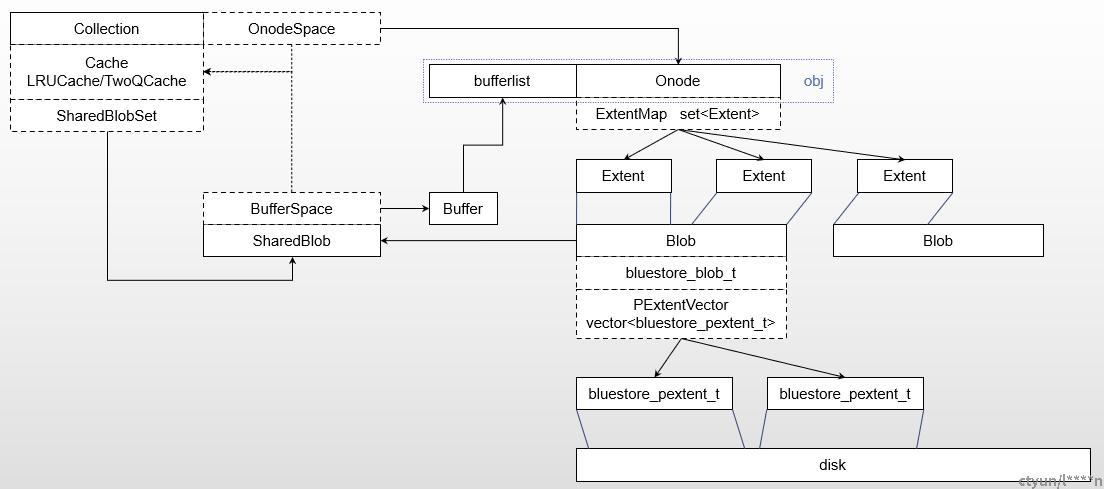 Collection
OnodeSpace
Cache
LRUCache/TwoQCache
SharedBlobSet
bufferlist
Onode
obj
ExtentMap set<Extent>
Extent
Extent
Extent
BufferSpace
Buffer
SharedBlob
Blob
Blob
bluestore_blob_t
PExtentVector
vector<bluestore_pextent_t>
bluestore_pextent_t
bluestore_pextent_t
disk
ctyun/l****n